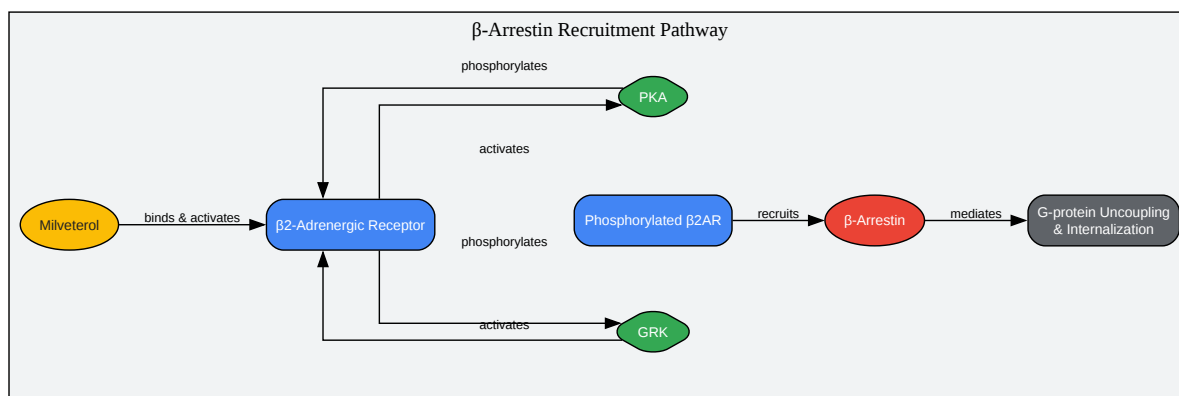 β-Arrestin Recruitment Pathway
phosphorylates
PKA
activates
Milveterol
binds & activates
β2-Adrenergic Receptor
Phosphorylated β2AR
recruits
β-Arrestin
mediates
G-protein Uncoupling
& Internalization
phosphorylates
activates
GRK